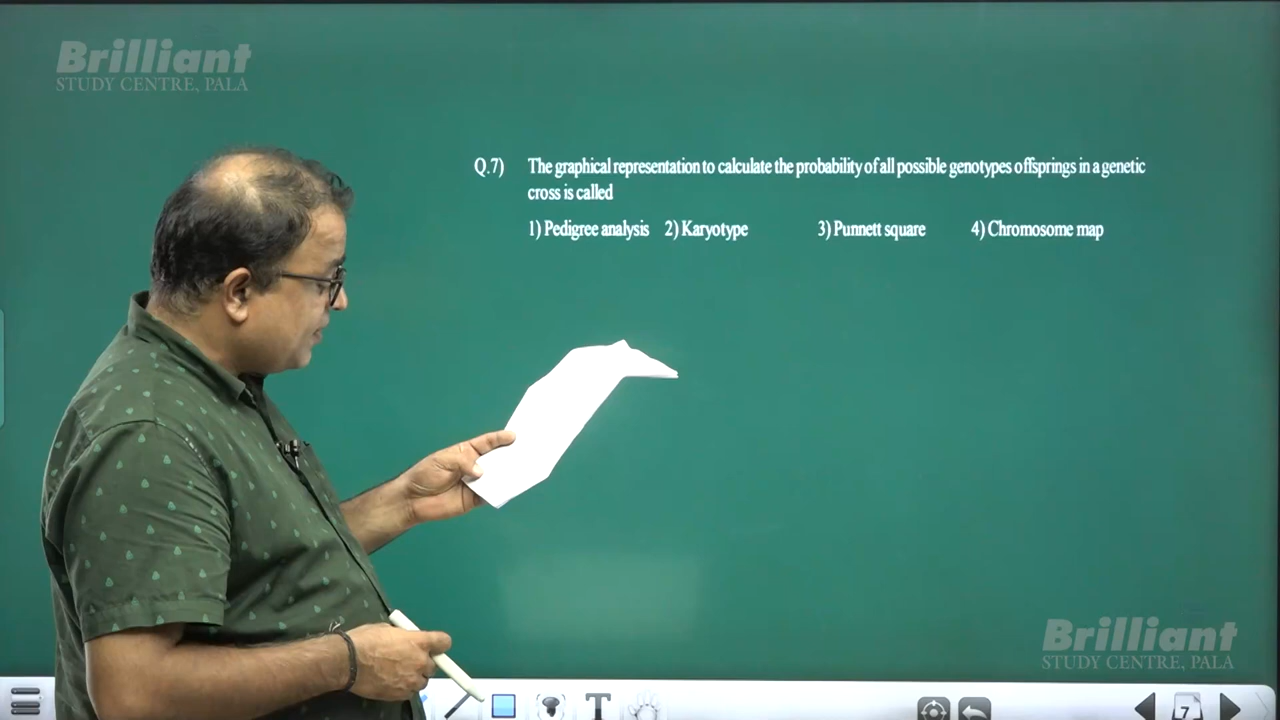 Brilliant
STUDY CENTRE, PALA
Q.7) The graphical representation to calculate the probability of all possible genotypes offsprings in a genetic
cross is called
1) Pedigree analysis 2) Karyotype 3) Punnett square 4) Chromosome map
Brilliant
STUDY CENTRE, PALA
T
7